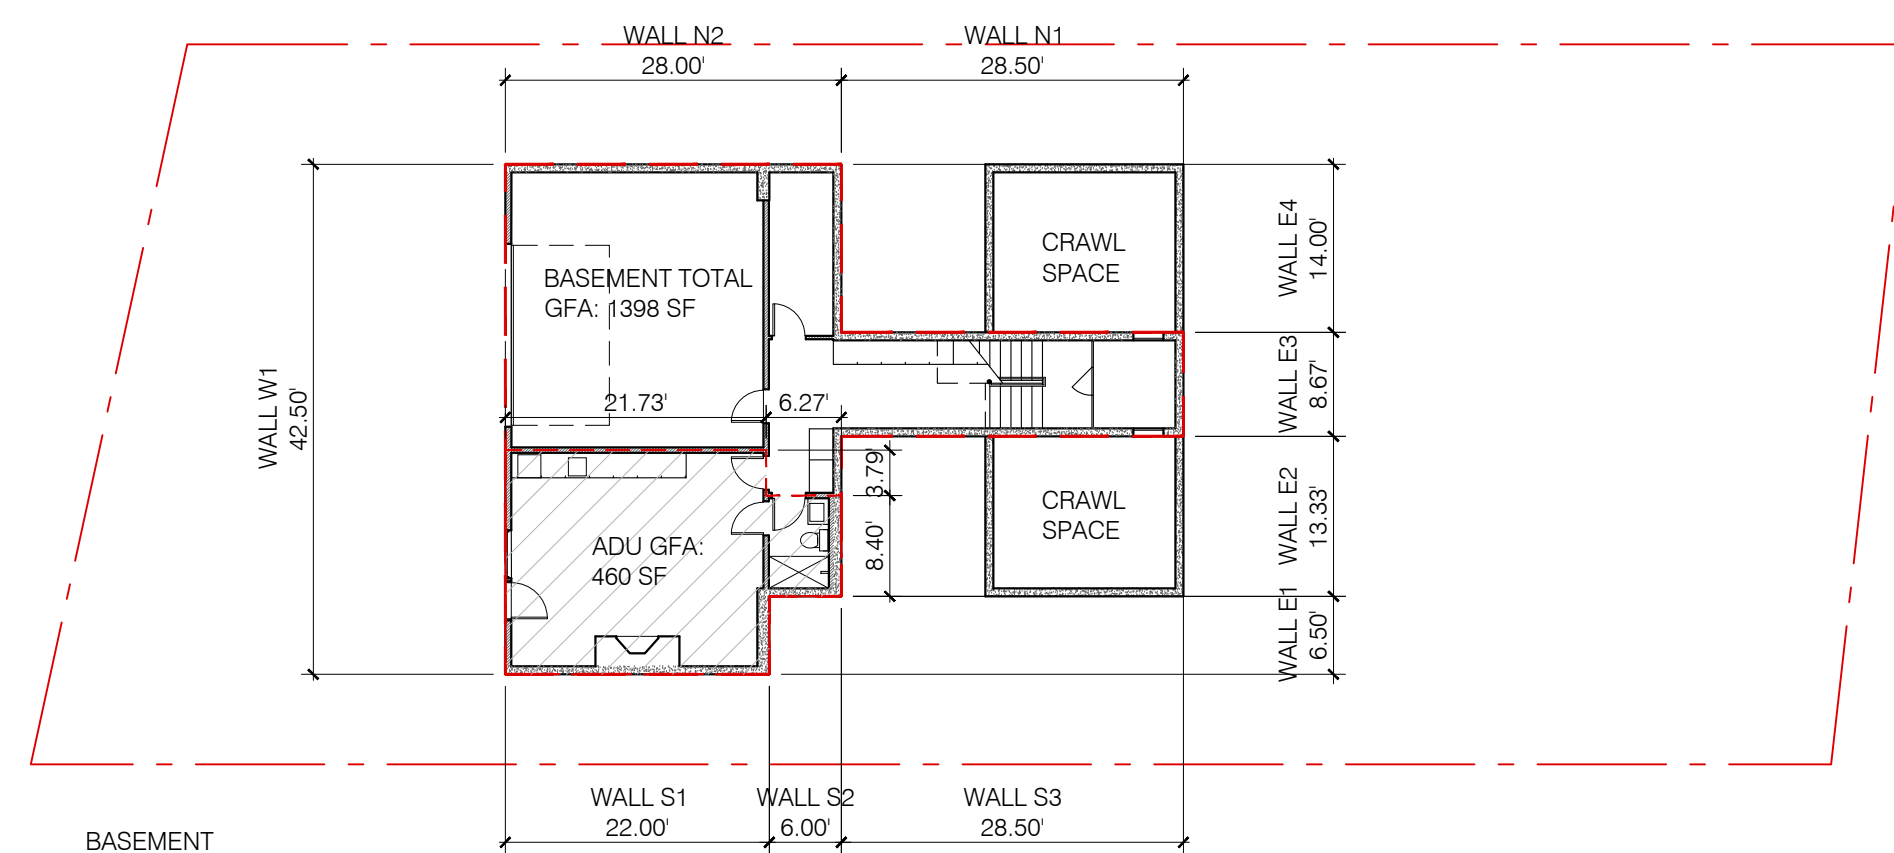 WALL N2
28.00'
WALL N1
28.50'
WALL W1
42.50'
BASEMENT TOTAL
GFA: 1398 SF
CRAWL
SPACE
WALL E4
14.00'
WALL E3
8.67'
21.73'
6.27'
3.79'
8.40'
CRAWL
SPACE
WALL E2
13.33'
ADU GFA:
460 SF
WALL E1
6.50'
WALL S1
22.00'
WALL S2
6.00'
WALL S3
28.50'
BASEMENT